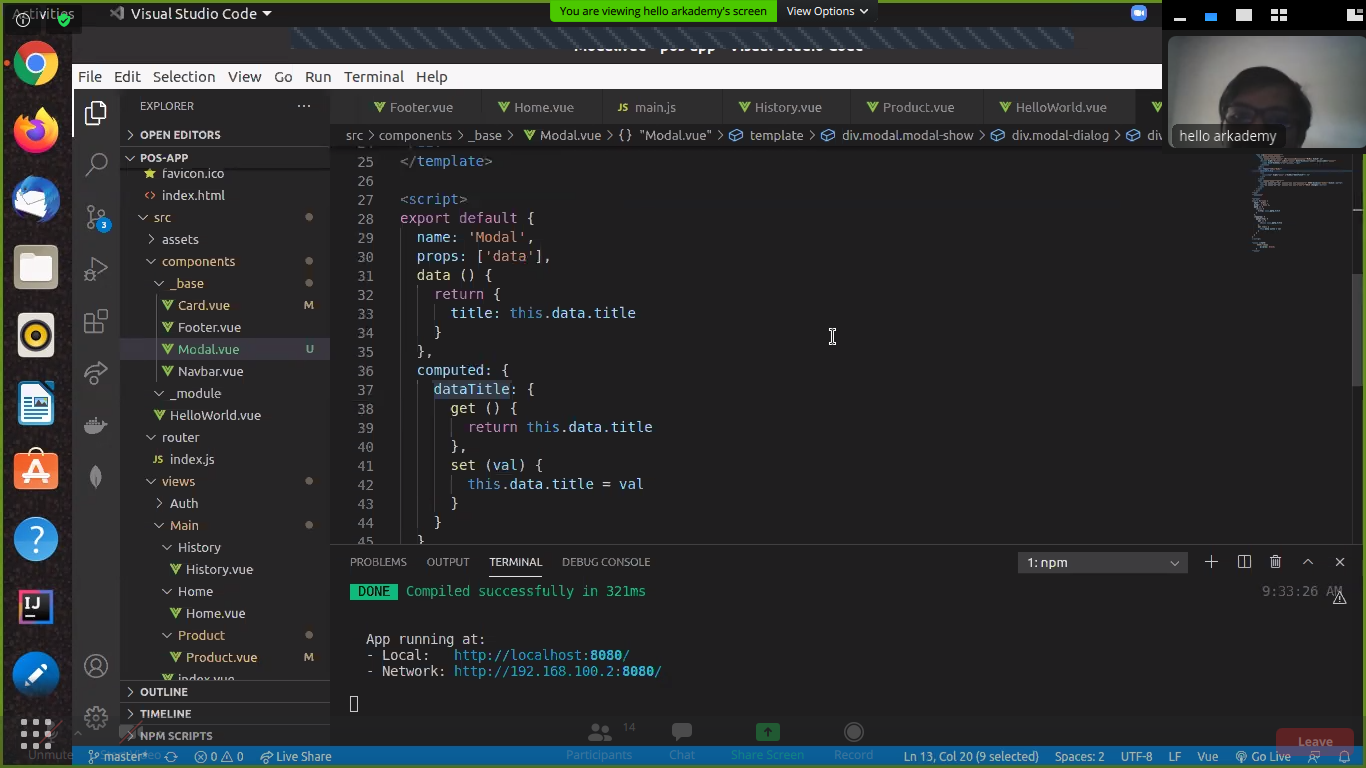 Activities
Visual Studio Code
You are viewing hello arkademy's screen
View Options
File Edit Selection View Go Run Terminal Help
EXPLORER
Footer.vue
Home.vue
JS main.js
History.vue
Product.vue
HelloWorld.vue
hello arkademy
OPEN EDITORS
src > components > _base > Modal.vue > {} "Modal.vue" > template > div.modal.modal-show > div.modal-dialog > div
POS-APP
favicon.ico
index.html
src
assets
components
_base
Card.vue M
Footer.vue
Modal.vue U
Navbar.vue
_module
HelloWorld.vue
router
JS index.js
views
Auth
Main
History
History.vue
Home
Home.vue
Product
Product.vue M
index.vue
OUTLINE
TIMELINE
NPM SCRIPTS
3
25 </template>
26
27 <script>
28 export default {
29 name: 'Modal',
30 props: ['data'],
31 data () {
32 return {
33 title: this.data.title
34 }
35 },
36 computed: {
37 dataTitle: {
38 get () {
39 return this.data.title
40 },
41 set (val) {
42 this.data.title = val
43 }
44 }
45 }
PROBLEMS OUTPUT TERMINAL DEBUG CONSOLE
1: npm
DONE Compiled successfully in 321ms
9:33:26 AM
App running at:
- Local: http://localhost:8080/
- Network: http://192.168.100.2:8080/
Participants 14
Chat
Share Screen
Record
Leave
Unmute
master*
0 0
Live Share
Ln 13, Col 20 (9 selected) Spaces: 2 UTF-8 LF Vue Go Live